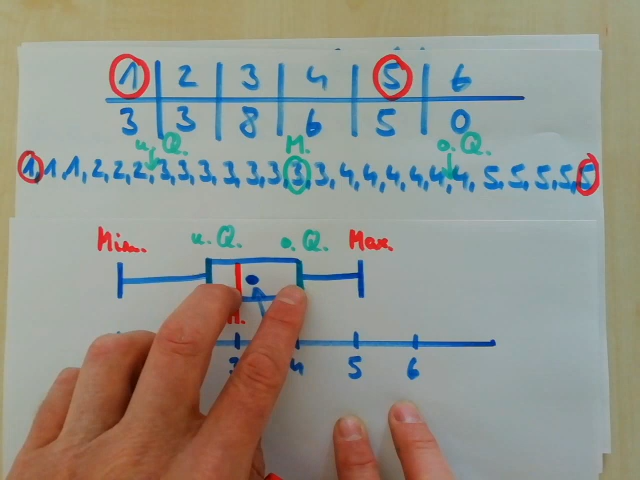 1 2 3 4 5 6
3 3 8 6 5 0
u. Q. M. o. Q.
1, 1, 1, 2, 2, 2, 3, 3, 3, 3, 3, 3, 3, 3, 4, 4, 4, 4, 4, 4, 5, 5, 5, 5, 5
Min. u. Q. o. Q. Max.
3 4 5 6